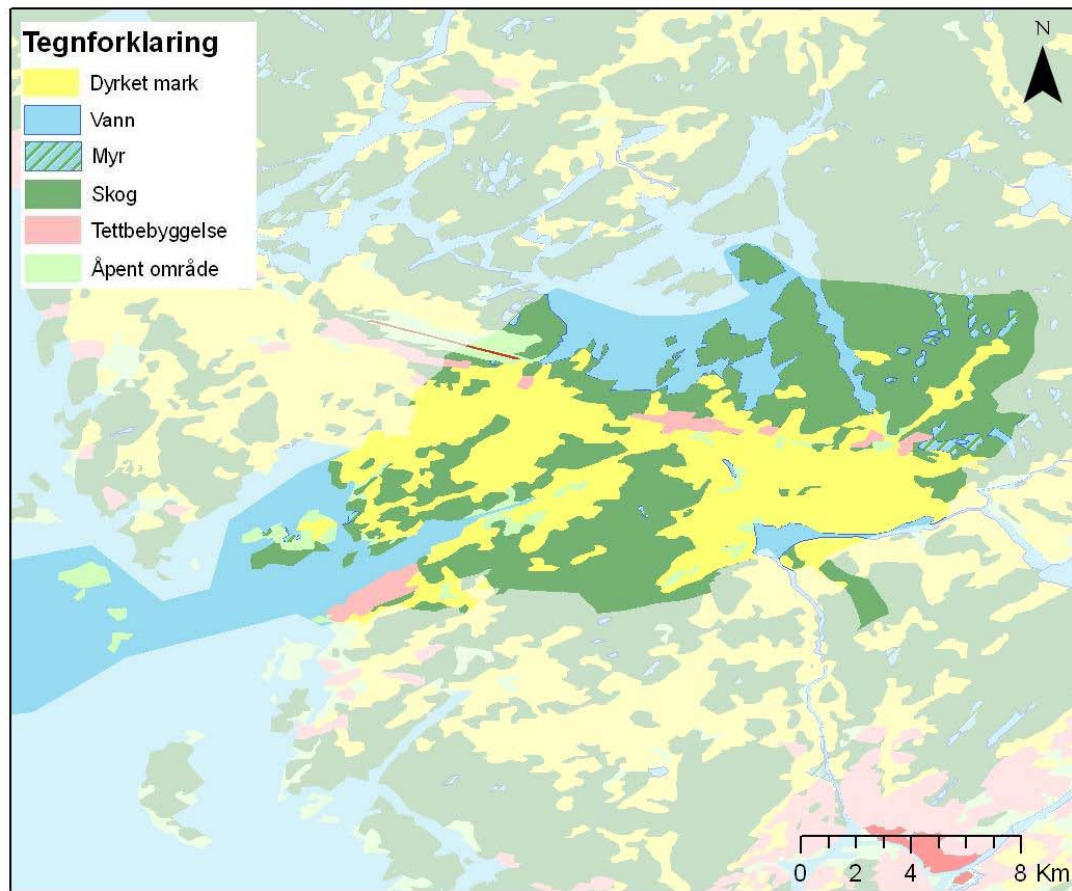 Tegnforklaring
Dyrket mark
Vann
Myr
Skog
Tettbebyggelse
Åpent område
N
0 2 4 8 Km